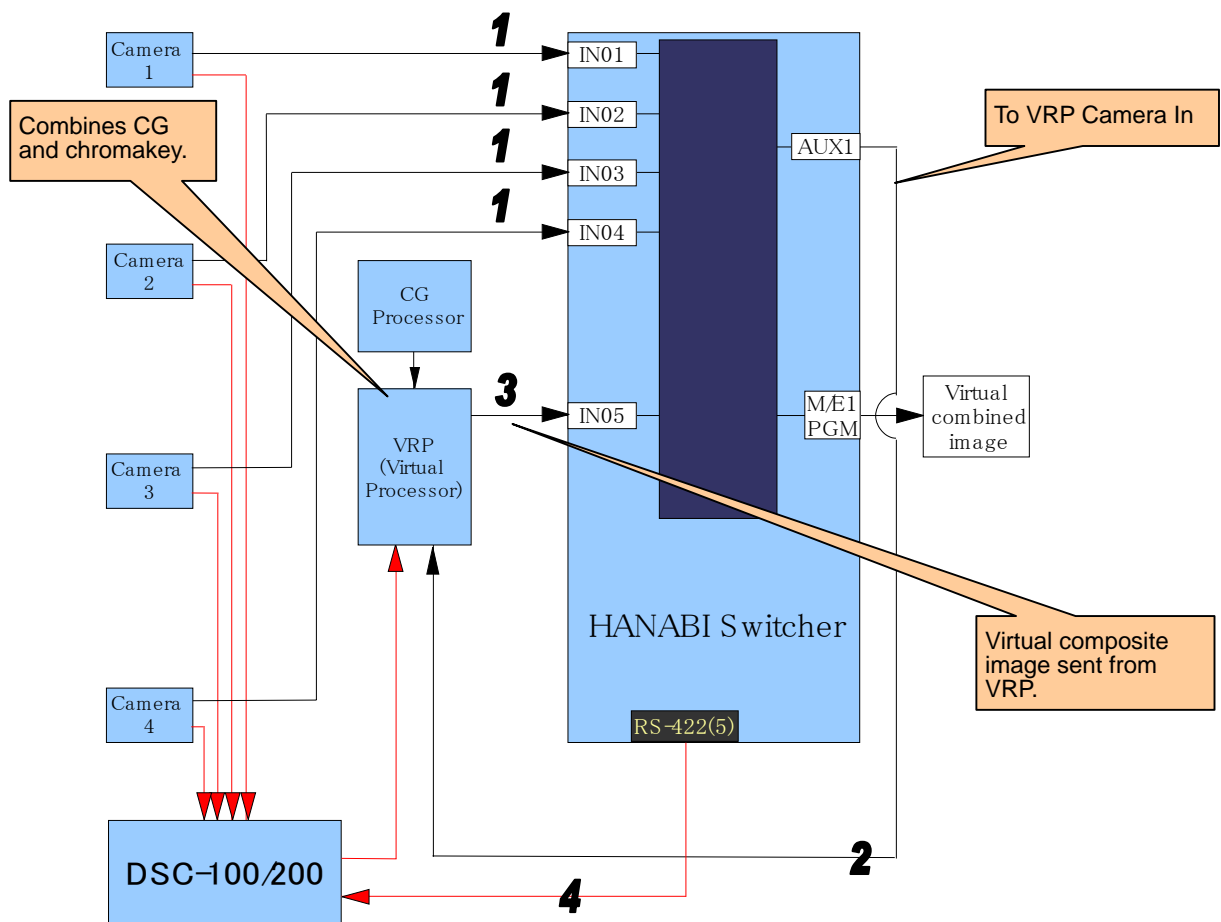 Camera
1
1
IN01
Combines CG
and chromakey.
1
IN02
To VRP Camera In
AUX1
1
IN03
1
IN04
Camera
2
CG
Processor
3
IN05
M/E1
PGM
Virtual
combined
image
VRP
(Virtual
Processor)
Camera
3
HANABI Switcher
Virtual composite
image sent from
VRP.
Camera
4
RS-422(5)
2
DSC-100/200
4